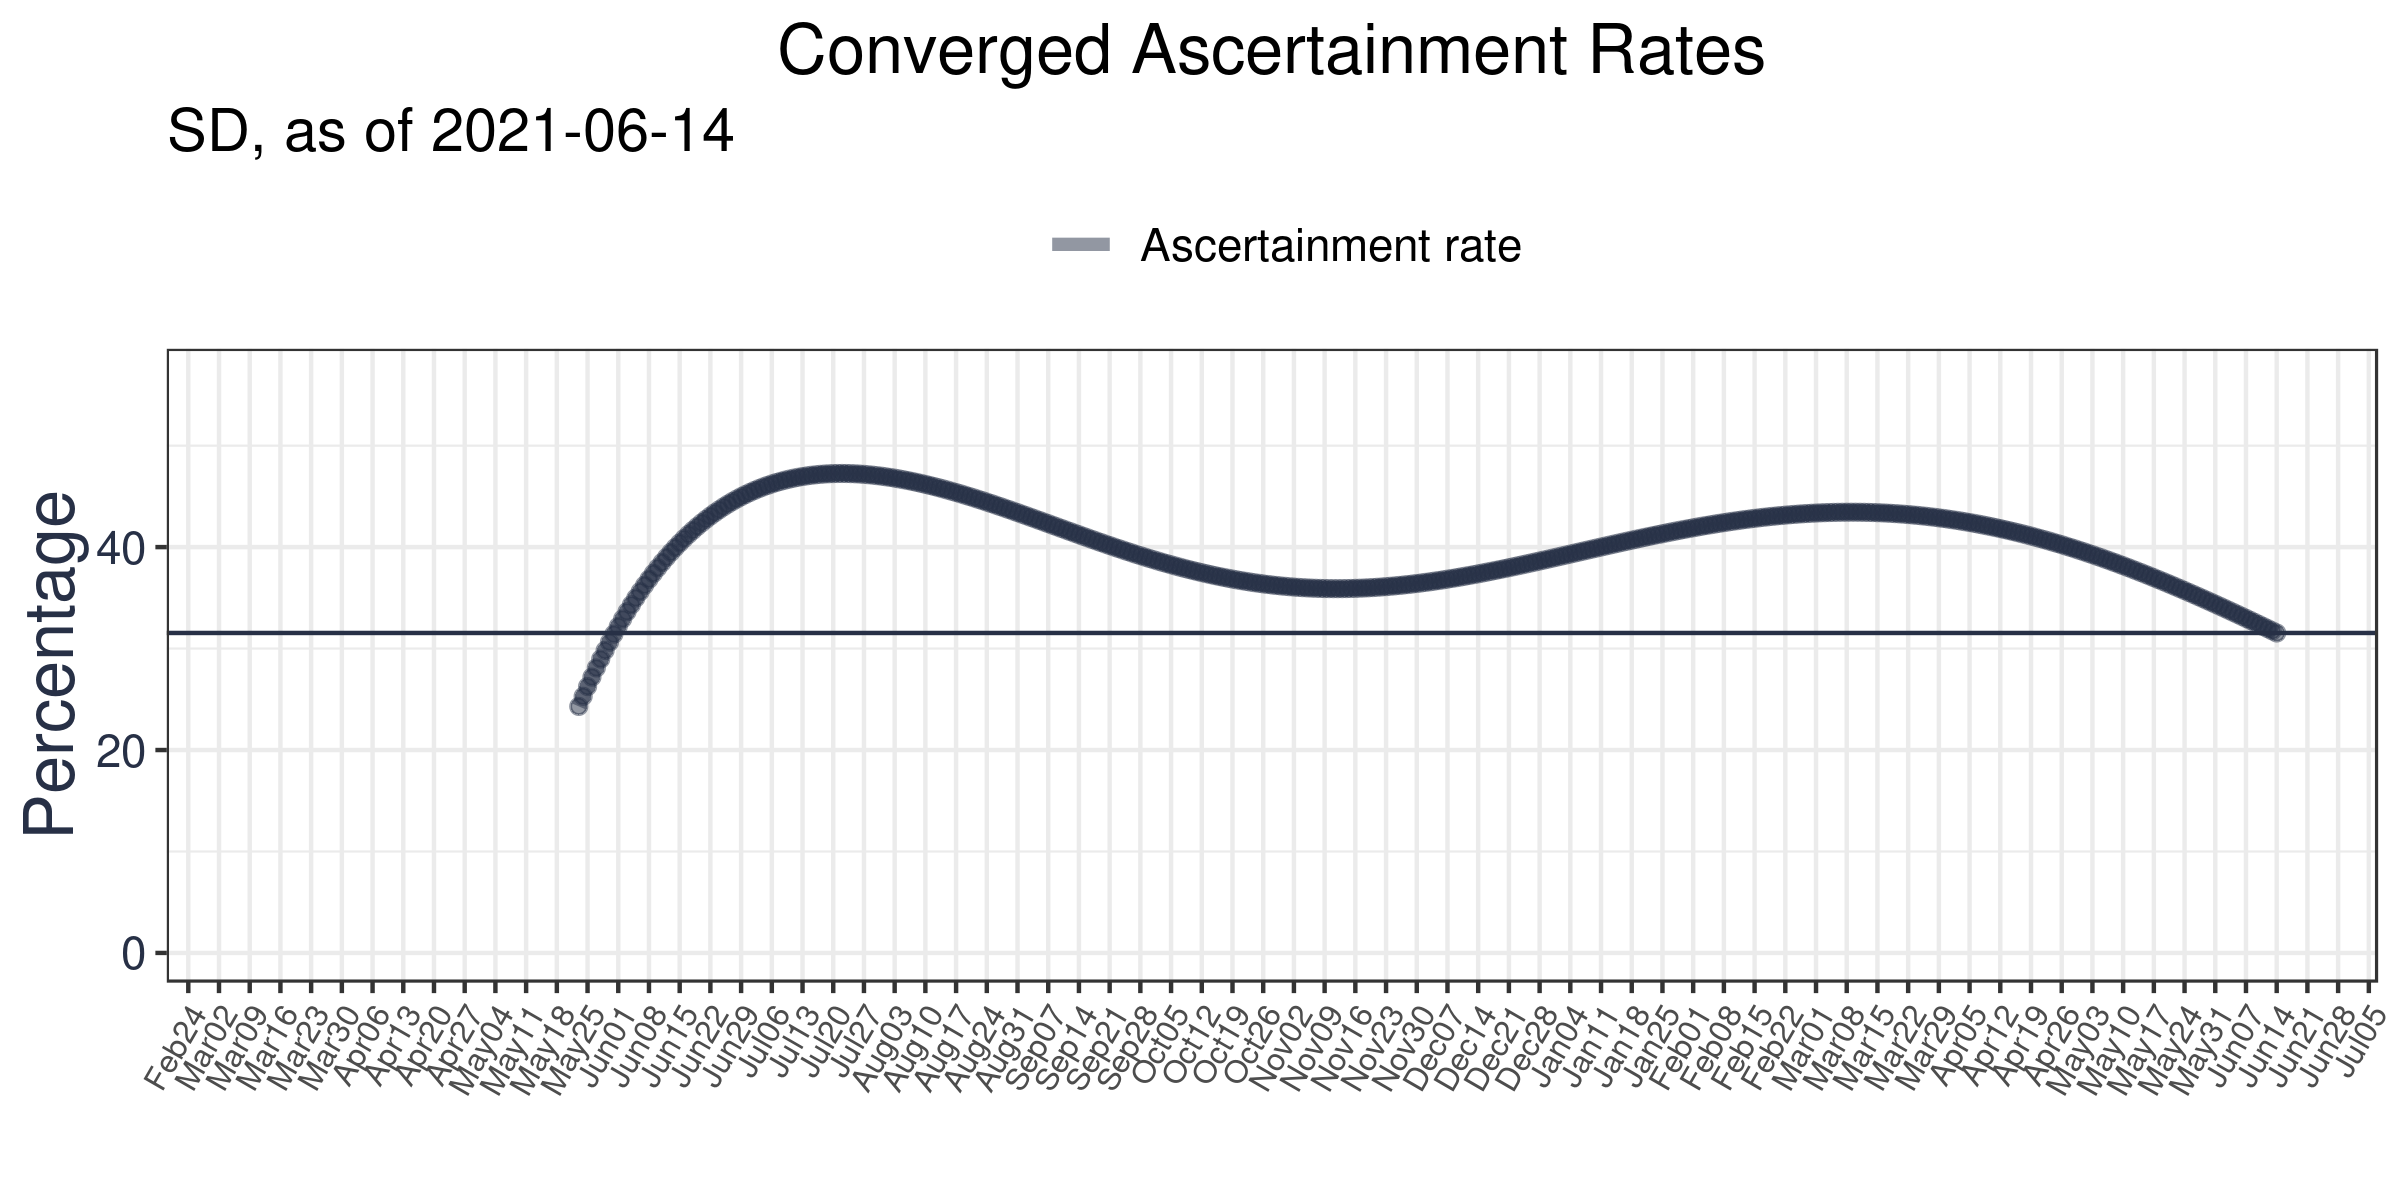 Converged Ascertainment Rates
SD, as of 2021-06-14
Ascertainment rate
Percentage
40
20
0
Feb24
Mar02
Mar09
Mar16
Mar23
Mar30
Apr06
Apr13
Apr20
Apr27
May04
May11
May18
May25
Jun01
Jun08
Jun15
Jun22
Jun29
Jul06
Jul13
Jul20
Jul27
Aug03
Aug10
Aug17
Aug24
Aug31
Sep07
Sep14
Sep21
Sep28
Oct05
Oct12
Oct19
Oct26
Nov02
Nov09
Nov16
Nov23
Nov30
Dec07
Dec14
Dec21
Dec28
Jan04
Jan11
Jan18
Jan25
Feb01
Feb08
Feb15
Feb22
Mar01
Mar08
Mar15
Mar22
Mar29
Apr05
Apr12
Apr19
Apr26
May03
May10
May17
May24
May31
Jun07
Jun14
Jun21
Jun28
Jul05